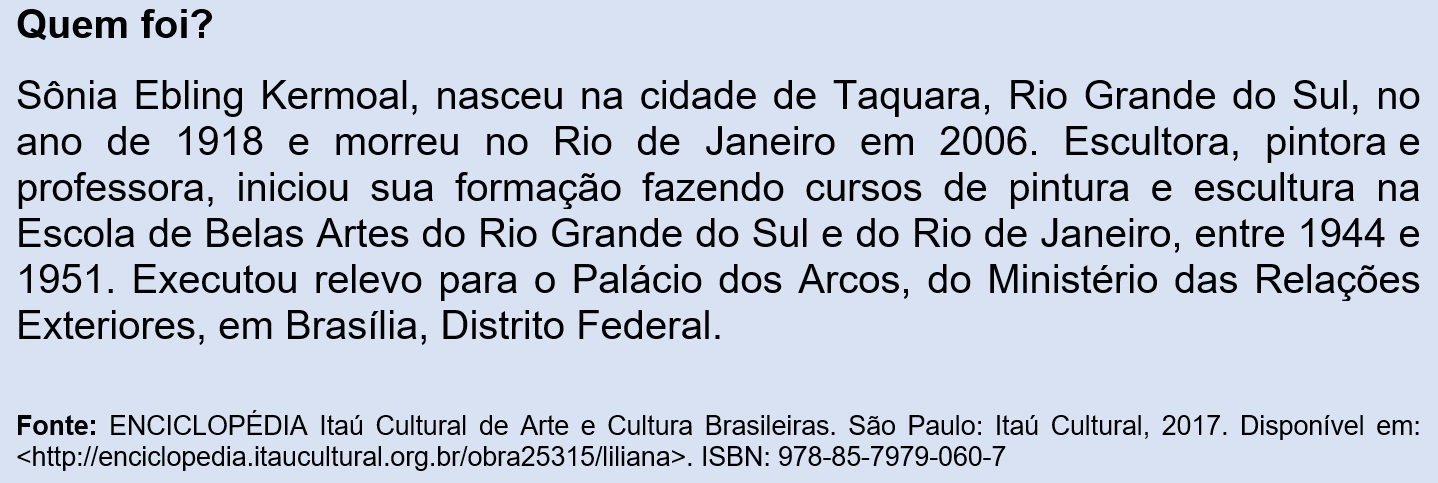 Quem foi?
Sônia Ebling Kermoal, nasceu na cidade de Taquara, Rio Grande do Sul, no
ano de 1918 e morreu no Rio de Janeiro em 2006. Escultora, pintora e
professora, iniciou sua formação fazendo cursos de pintura e escultura na
Escola de Belas Artes do Rio Grande do Sul e do Rio de Janeiro, entre 1944 e
1951. Executou relevo para o Palácio dos Arcos, do Ministério das Relações
Exteriores, em Brasília, Distrito Federal.
Fonte: ENCICLOPÉDIA Itaú Cultural de Arte e Cultura Brasileiras. São Paulo: Itaú Cultural, 2017. Disponível em:
<http://enciclopedia.itaucultural.org.br/obra25315/liliana>. ISBN: 978-85-7979-060-7